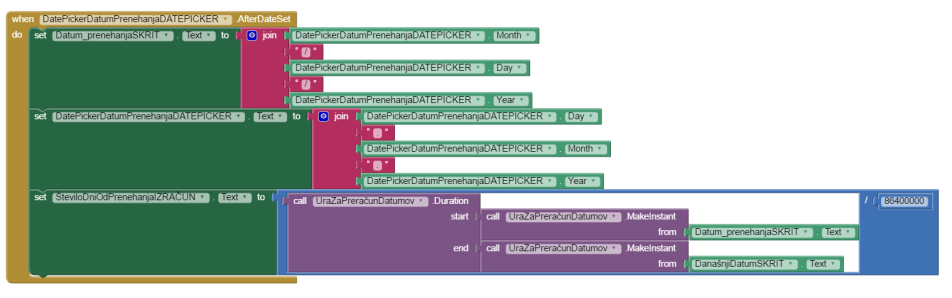 when DatePickerDatumPrenehanjaDATEPICKER .AfterDateSet
do set Datum_prenehanjaSKRIT . Text to join DatePickerDatumPrenehanjaDATEPICKER . Month
" / "
DatePickerDatumPrenehanjaDATEPICKER . Day
" / "
DatePickerDatumPrenehanjaDATEPICKER . Year
set DatePickerDatumPrenehanjaDATEPICKER . Text to join DatePickerDatumPrenehanjaDATEPICKER . Day
" . "
DatePickerDatumPrenehanjaDATEPICKER . Month
" . "
DatePickerDatumPrenehanjaDATEPICKER . Year
set SteviloDniOdPrenehanjaIZRACUN . Text to call UraZaPreračunDatumov .Duration / 86400000
start call UraZaPreračunDatumov .MakeInstant
from Datum_prenehanjaSKRIT . Text
end call UraZaPreračunDatumov .MakeInstant
from DanašnjiDatumSKRIT . Text